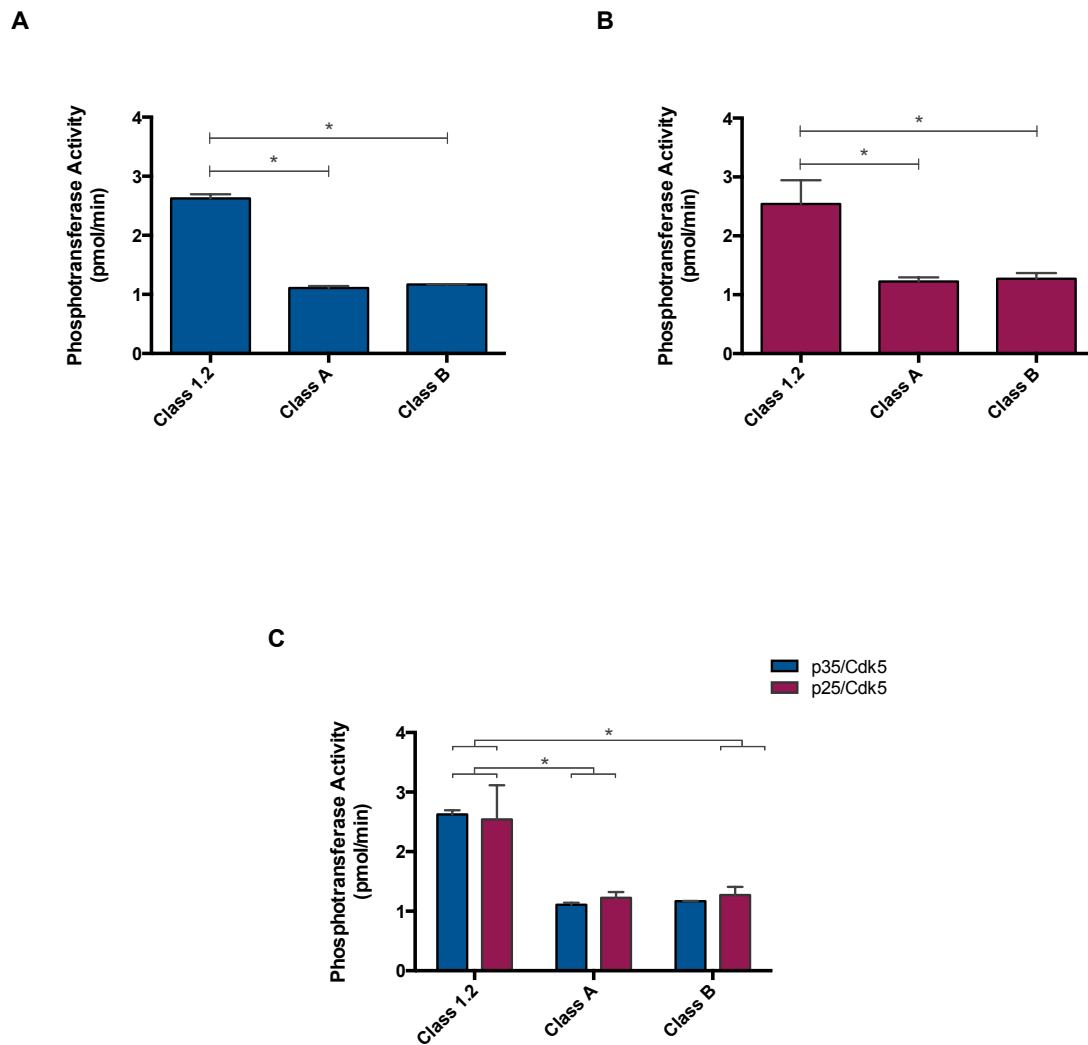 A
B
Phosphotransferase Activity
(pmol/min)
4
3
2
1
0
*
*
Class 1.2
Class A
Class B
Phosphotransferase Activity
(pmol/min)
4
3
2
1
0
*
*
Class 1.2
Class A
Class B
C
p35/Cdk5
p25/Cdk5
Phosphotransferase Activity
(pmol/min)
4
3
2
1
0
*
*
Class 1.2
Class A
Class B